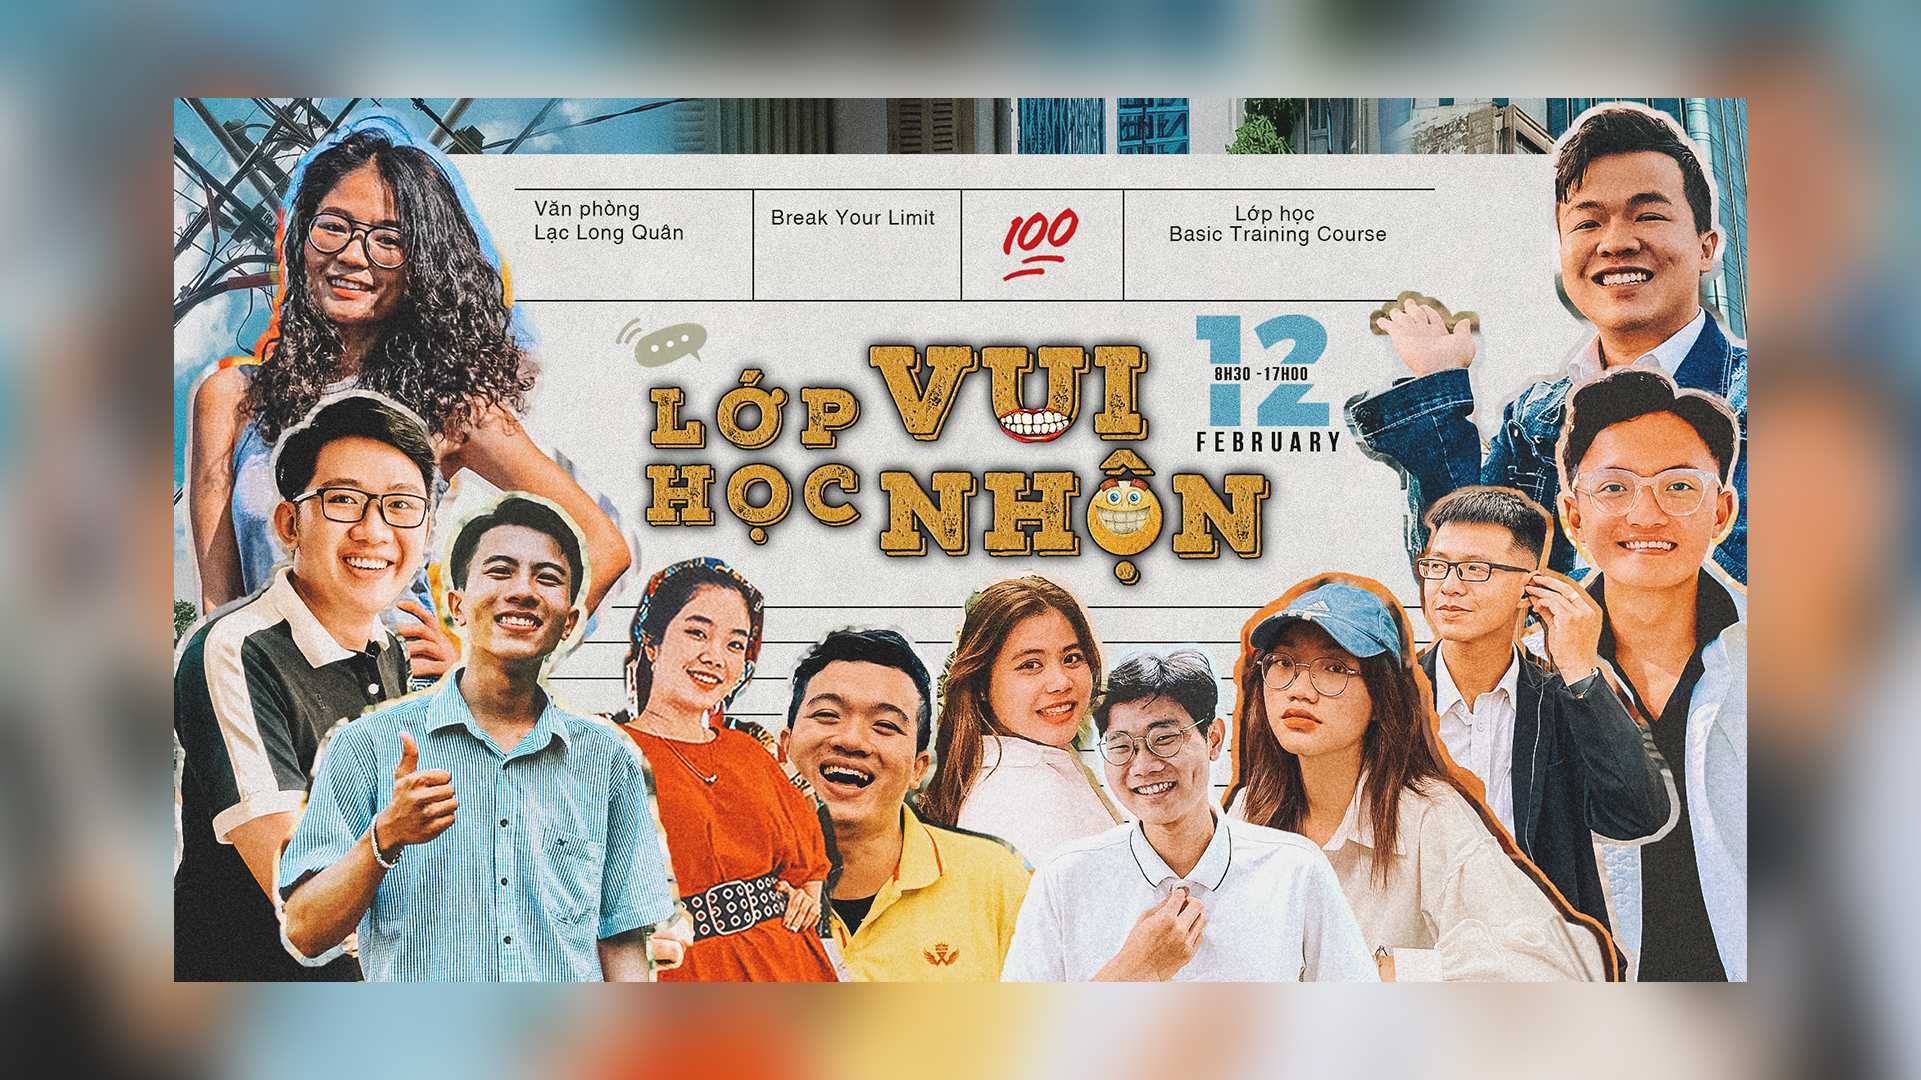 Văn phòng
Lạc Long Quân
Break Your Limit
100
Lớp học
Basic Training Course
LỚP VUI
HỌC NHỘN
12
8H30 -17H00
FEBRUARY